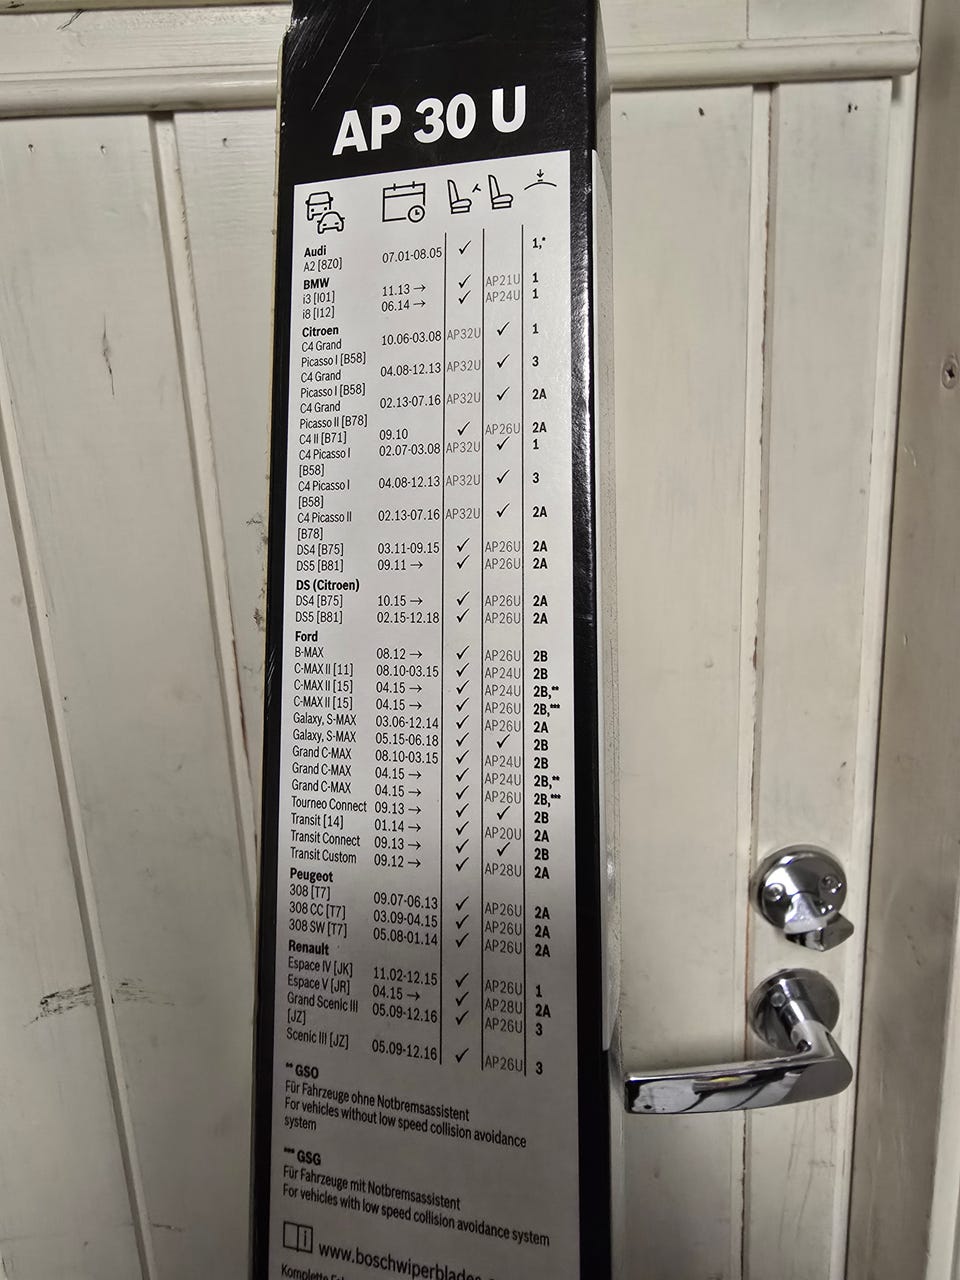 AP 30 U
Audi
A2 [8Z0] 07.01-08.05 ✓ 1,*
BMW
i3 [I01] 11.13 → ✓ AP21U 1
i8 [I12] 06.14 → ✓ AP24U 1
Citroen
C4 Grand 10.06-03.08 AP32U ✓ 1
Picasso I [B58]
C4 Grand 04.08-12.13 AP32U ✓ 3
Picasso I [B58]
C4 Grand 02.13-07.16 AP32U ✓ 2A
Picasso II [B78]
C4 II [B71] 09.10 ✓ AP26U 2A
C4 Picasso I 02.07-03.08 AP32U ✓ 1
[B58]
C4 Picasso I 04.08-12.13 AP32U ✓ 3
[B58]
C4 Picasso II 02.13-07.16 AP32U ✓ 2A
[B78]
DS4 [B75] 03.11-09.15 ✓ AP26U 2A
DS5 [B81] 09.11 → ✓ AP26U 2A
DS (Citroen)
DS4 [B75] 10.15 → ✓ AP26U 2A
DS5 [B81] 02.15-12.18 ✓ AP26U 2A
Ford
B-MAX 08.12 → ✓ AP26U 2B
C-MAX II [11] 08.10-03.15 ✓ AP24U 2B
C-MAX II [15] 04.15 → ✓ AP24U 2B,**
C-MAX II [15] 04.15 → ✓ AP26U 2B,***
Galaxy, S-MAX 03.06-12.14 ✓ AP26U 2A
Galaxy, S-MAX 05.15-06.18 ✓ ✓ 2B
Grand C-MAX 08.10-03.15 ✓ AP24U 2B
Grand C-MAX 04.15 → ✓ AP24U 2B,**
Grand C-MAX 04.15 → ✓ AP26U 2B,***
Tourneo Connect 09.13 → ✓ ✓ 2B
Transit [14] 01.14 → ✓ AP20U 2A
Transit Connect 09.13 → ✓ ✓ 2B
Transit Custom 09.12 → ✓ AP28U 2A
Peugeot
308 [T7] 09.07-06.13 ✓ AP26U 2A
308 CC [T7] 03.09-04.15 ✓ AP26U 2A
308 SW [T7] 05.08-01.14 ✓ AP26U 2A
Renault
Espace IV [JK] 11.02-12.15 ✓ AP26U 1
Espace V [JR] 04.15 → ✓ AP28U 2A
Grand Scenic III 05.09-12.16 ✓ AP26U 3
[JZ]
Scenic III [JZ] 05.09-12.16 ✓ AP26U 3
** GSO
Für Fahrzeuge ohne Notbremsassistent
For vehicles without low speed collision avoidance
system
*** GSG
Für Fahrzeuge mit Notbremsassistent
For vehicles with low speed collision avoidance system
www.boschwiperblades
Komplette